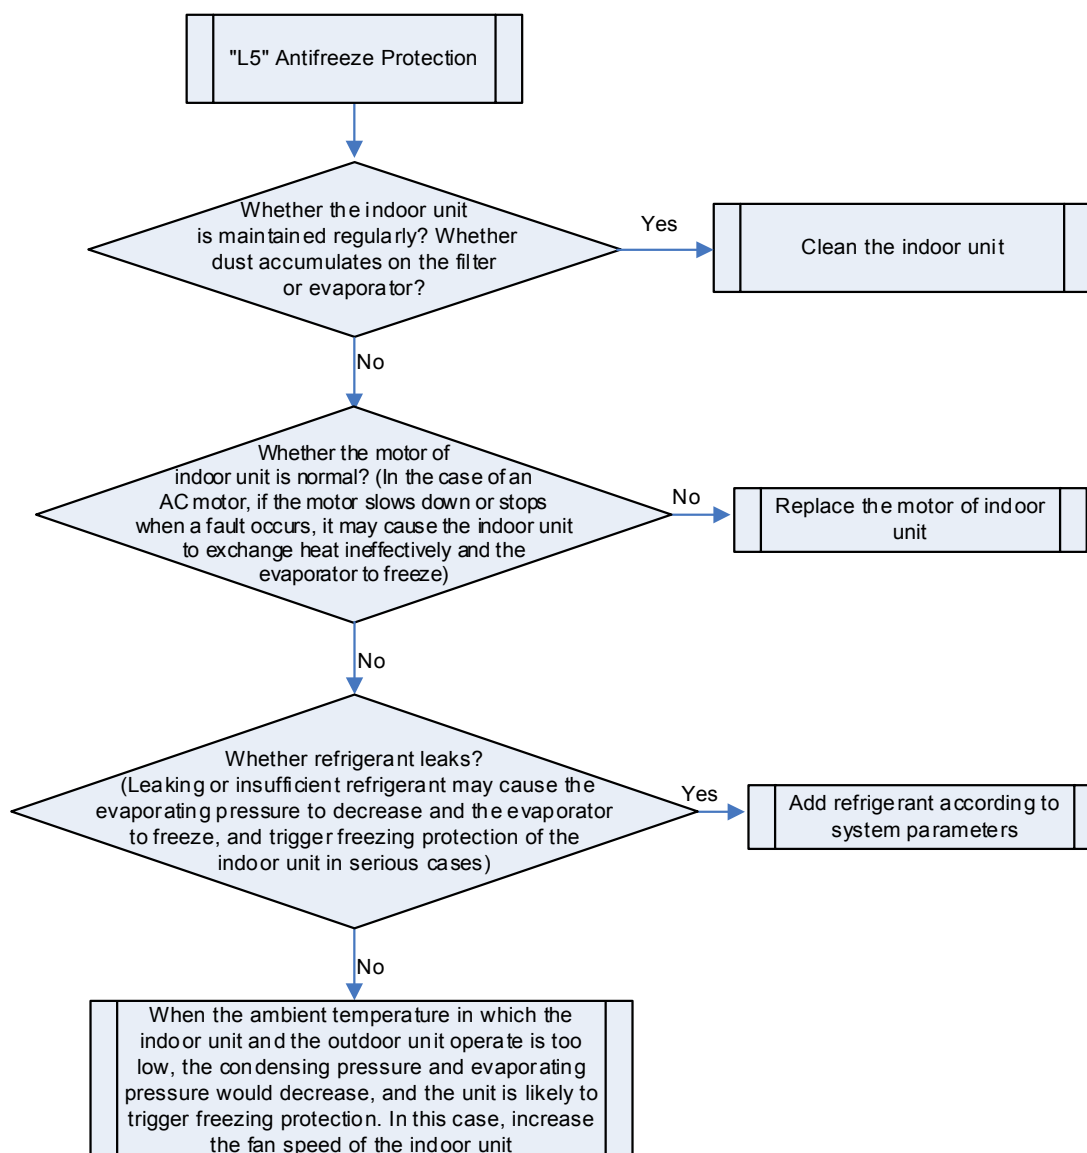 "L5" Antifreeze Protection
Whether the indoor unit
is maintained regularly? Whether
dust accumulates on the filter
or evaporator?
Yes
Clean the indoor unit
No
Whether the motor of
indoor unit is normal? (In the case of an
AC motor, if the motor slows down or stops
when a fault occurs, it may cause the indoor unit
to exchange heat ineffectively and the
evaporator to freeze)
No
Replace the motor of indoor
unit
No
Whether refrigerant leaks?
(Leaking or insufficient refrigerant may cause the
evaporating pressure to decrease and the evaporator
to freeze, and trigger freezing protection of the
indoor unit in serious cases)
Yes
Add refrigerant according to
system parameters
No
When the ambient temperature in which the
indoor unit and the outdoor unit operate is too
low, the condensing pressure and evaporating
pressure would decrease, and the unit is likely to
trigger freezing protection. In this case, increase
the fan speed of the indoor unit